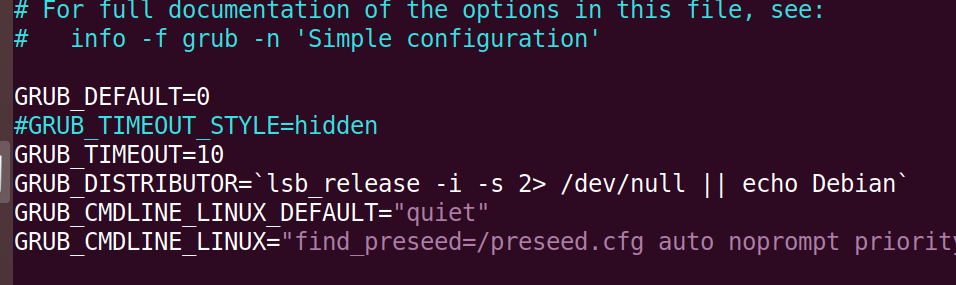 # For full documentation of the options in this file, see:
#   info -f grub -n 'Simple configuration'
GRUB_DEFAULT=0
#GRUB_TIMEOUT_STYLE=hidden
GRUB_TIMEOUT=10
GRUB_DISTRIBUTOR=`lsb_release -i -s 2> /dev/null || echo Debian`
GRUB_CMDLINE_LINUX_DEFAULT="quiet"
GRUB_CMDLINE_LINUX="find_preseed=/preseed.cfg auto noprompt priority